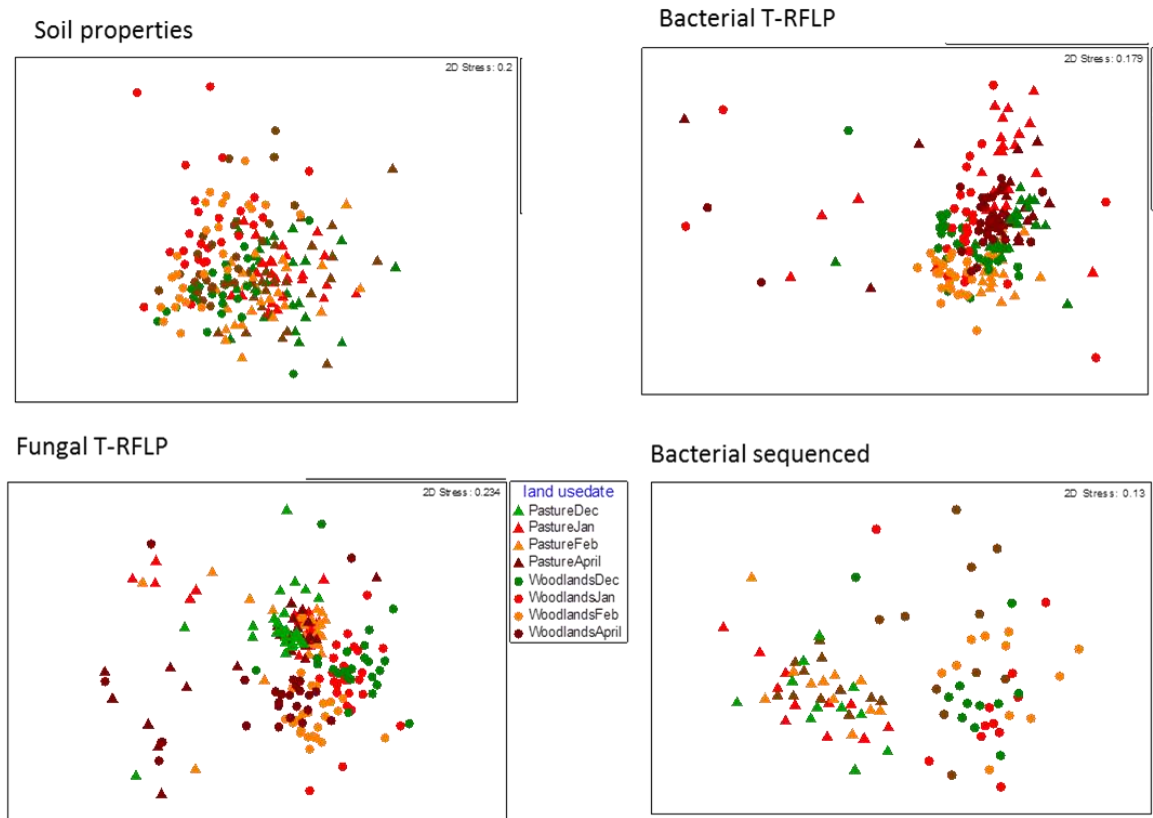 Soil properties
2D Stress: 0.2
Bacterial T-RFLP
2D Stress: 0.179
Fungal T-RFLP
2D Stress: 0.234
land usedate
PastureDec
PastureJan
PastureFeb
PastureApril
WoodlandsDec
WoodlandsJan
WoodlandsFeb
WoodlandsApril
Bacterial sequenced
2D Stress: 0.13